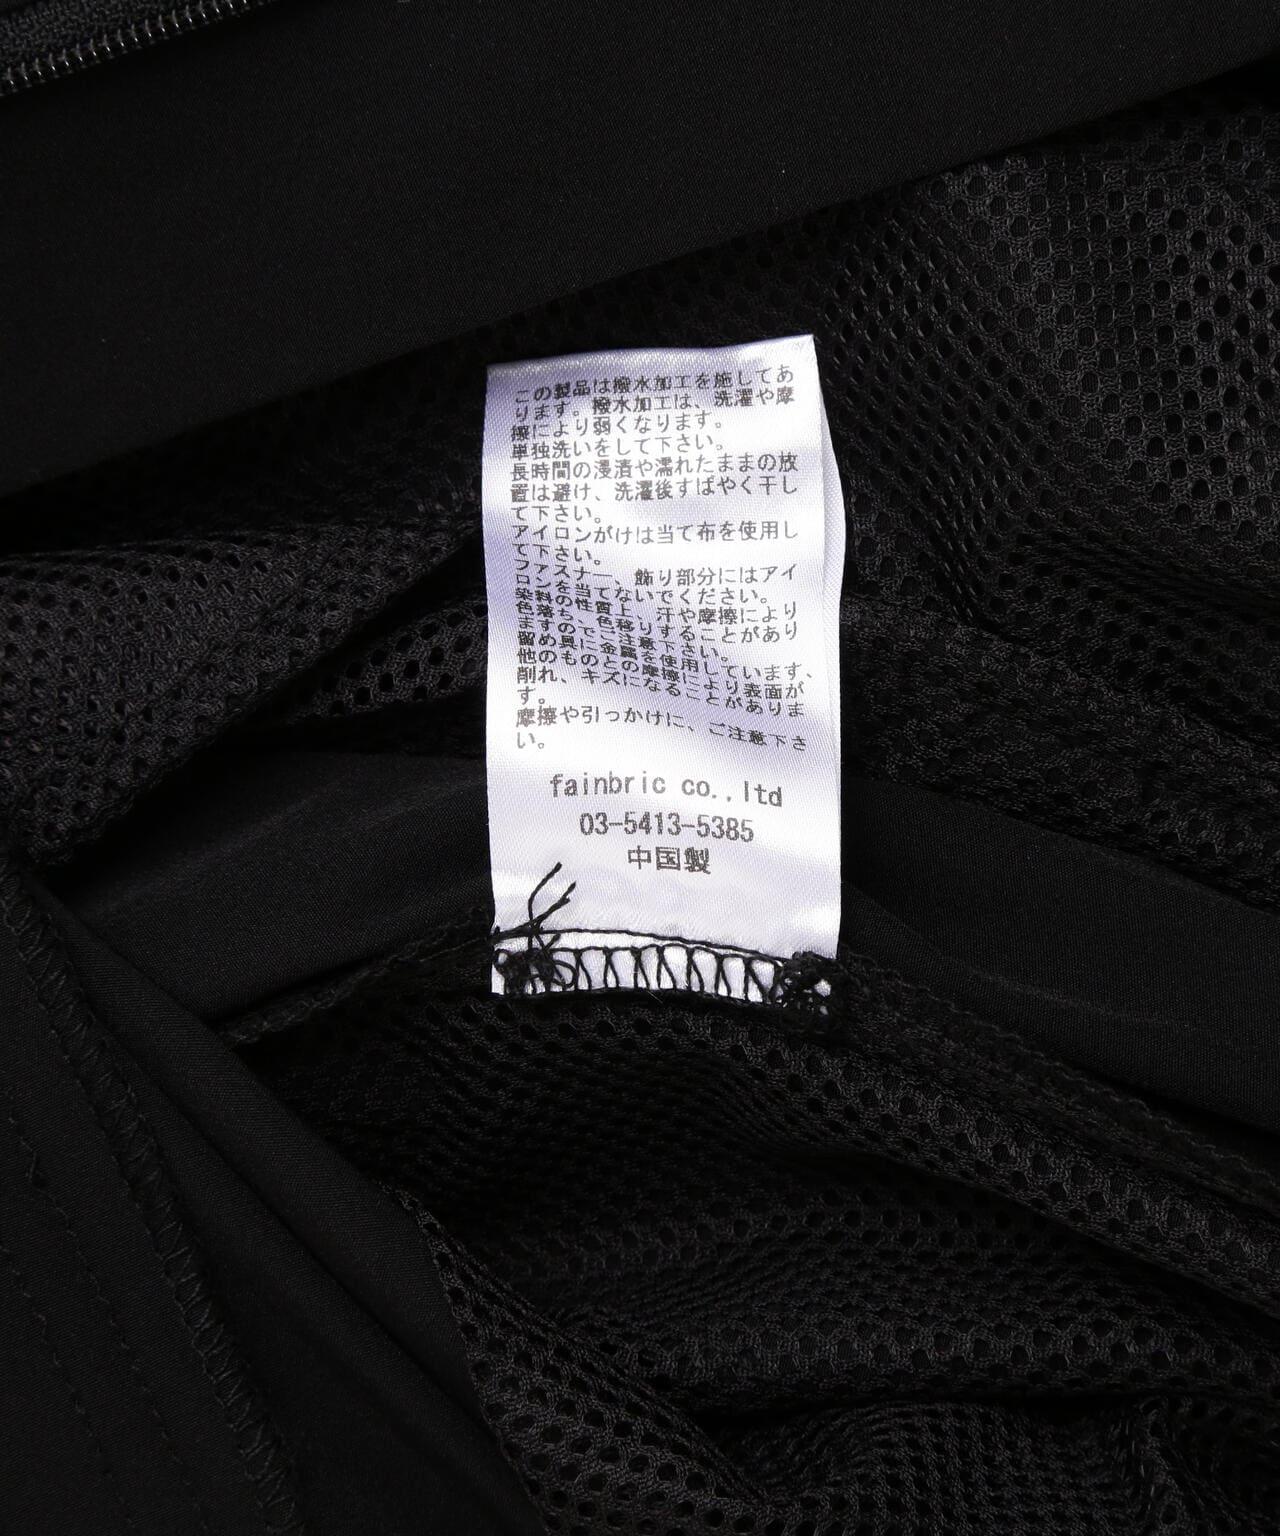 この製品は撥水加工を施してあ
ります。撥水加工は、洗濯や摩
擦により弱くなります。
単独洗いをして下さい。
長時間の浸漬や濡れたままの放
置は避け、洗濯後すばやく干し
て下さい。
アイロンがけは当て布を使用し
て下さい。
ファスナー、飾り部分にはアイ
ロンを当てないでください。
染料の性質上、汗や摩擦により
色落ち、色移りすることがあり
ますのでご注意下さい。
留め具に金属を使用しています、
他のものとの摩擦により表面が
削れ、キズになることがありま
す。
摩擦や引っかけに、ご注意下さ
い。
fainbric co.,ltd
03-5413-5385
中国製